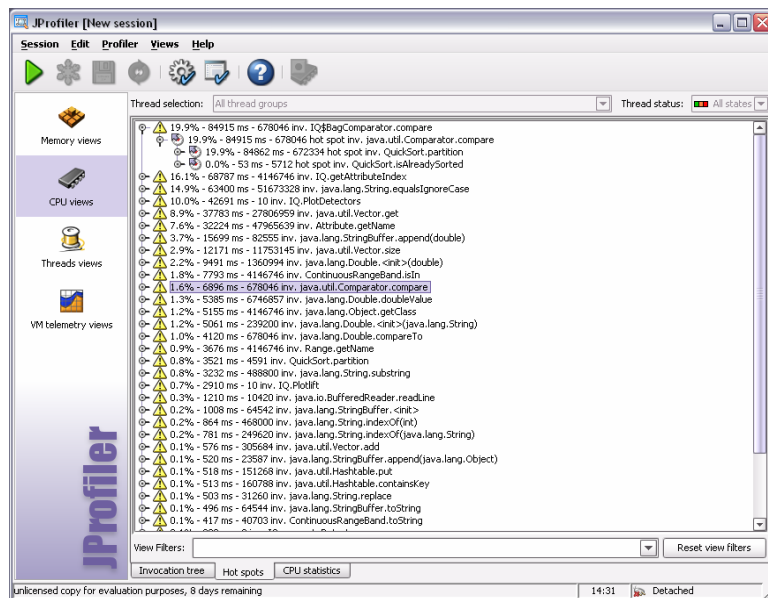 JProfiler [New session]
Session Edit Profiler Views Help
Thread selection: All thread groups Thread status: All states
Memory views
CPU views
Threads views
VM telemetry views
JProfiler
19.9% - 84915 ms - 678046 inv. IQ$BagComparator.compare
19.9% - 84915 ms - 678046 hot spot inv. java.util.Comparator.compare
19.9% - 84862 ms - 672334 hot spot inv. QuickSort.partition
0.0% - 53 ms - 5712 hot spot inv. QuickSort.isAlreadySorted
16.1% - 68787 ms - 4146746 inv. IQ.getAttributeIndex
14.9% - 63400 ms - 51673328 inv. java.lang.String.equalsIgnoreCase
10.0% - 42691 ms - 10 inv. IQ.PlotDetectors
8.9% - 37783 ms - 27806959 inv. java.util.Vector.get
7.6% - 32224 ms - 47965639 inv. Attribute.getName
3.7% - 15699 ms - 82555 inv. java.lang.StringBuffer.append(double)
2.9% - 12171 ms - 11753145 inv. java.util.Vector.size
2.2% - 9491 ms - 1360994 inv. java.lang.Double.<init>(double)
1.8% - 7793 ms - 4146746 inv. ContinuousRangeBand.isIn
1.6% - 6896 ms - 678046 inv. java.util.Comparator.compare
1.3% - 5385 ms - 6746857 inv. java.lang.Double.doubleValue
1.2% - 5155 ms - 4146746 inv. java.lang.Object.getClass
1.2% - 5061 ms - 239200 inv. java.lang.Double.<init>(java.lang.String)
1.0% - 4120 ms - 678046 inv. java.lang.Double.compareTo
0.9% - 3676 ms - 4146746 inv. Range.getName
0.8% - 3521 ms - 4591 inv. QuickSort.partition
0.8% - 3232 ms - 488800 inv. java.lang.String.substring
0.7% - 2910 ms - 10 inv. IQ.Plotlift
0.3% - 1210 ms - 10420 inv. java.io.BufferedReader.readLine
0.2% - 1008 ms - 64542 inv. java.lang.StringBuffer.<init>
0.2% - 864 ms - 468000 inv. java.lang.String.indexOf(int)
0.2% - 781 ms - 249620 inv. java.lang.String.indexOf(java.lang.String)
0.1% - 576 ms - 305684 inv. java.util.Vector.add
0.1% - 520 ms - 23587 inv. java.lang.StringBuffer.append(java.lang.Object)
0.1% - 518 ms - 151268 inv. java.util.Hashtable.put
0.1% - 513 ms - 160788 inv. java.util.Hashtable.containsKey
0.1% - 503 ms - 31260 inv. java.lang.String.replace
0.1% - 496 ms - 64544 inv. java.lang.StringBuffer.toString
0.1% - 417 ms - 40703 inv. ContinuousRangeBand.toString
View Filters: Reset view filters
Invocation tree Hot spots CPU statistics
unlicensed copy for evaluation purposes, 8 days remaining 14:31 Detached